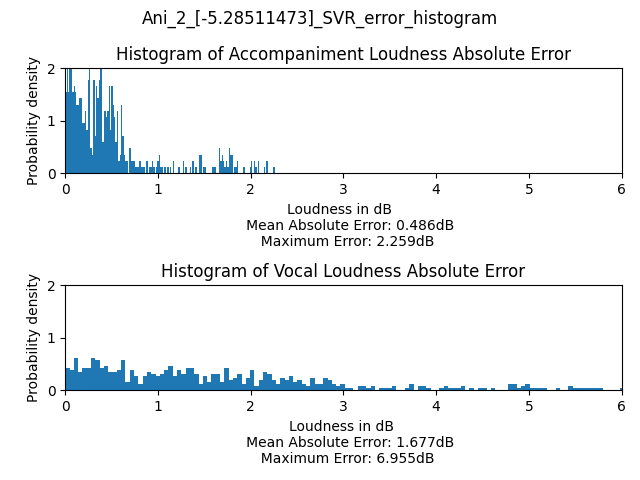 Ani_2_[-5.28511473]_SVR_error_histogram
Histogram of Accompaniment Loudness Absolute Error
Probability density
2
1
0
0 1 2 3 4 5 6
Loudness in dB
Mean Absolute Error: 0.486dB
Maximum Error: 2.259dB
Histogram of Vocal Loudness Absolute Error
Probability density
2
1
0
0 1 2 3 4 5 6
Loudness in dB
Mean Absolute Error: 1.677dB
Maximum Error: 6.955dB